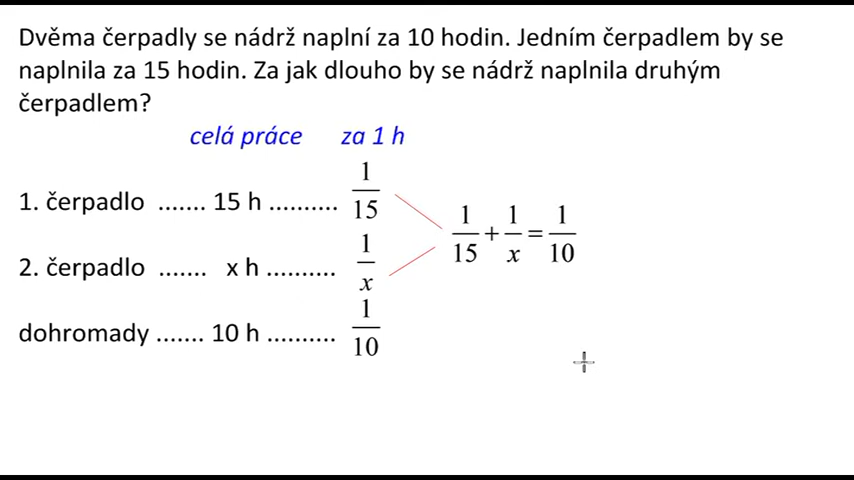 Dvěma čerpadly se nádrž naplní za 10 hodin. Jedním čerpadlem by se
naplnila za 15 hodin. Za jak dlouho by se nádrž naplnila druhým
čerpadlem?
celá práce za 1 h
1. čerpadlo ....... 15 h .......... 1/15
2. čerpadlo ....... x h .......... 1/x
dohromady ....... 10 h .......... 1/10
1/15 + 1/x = 1/10